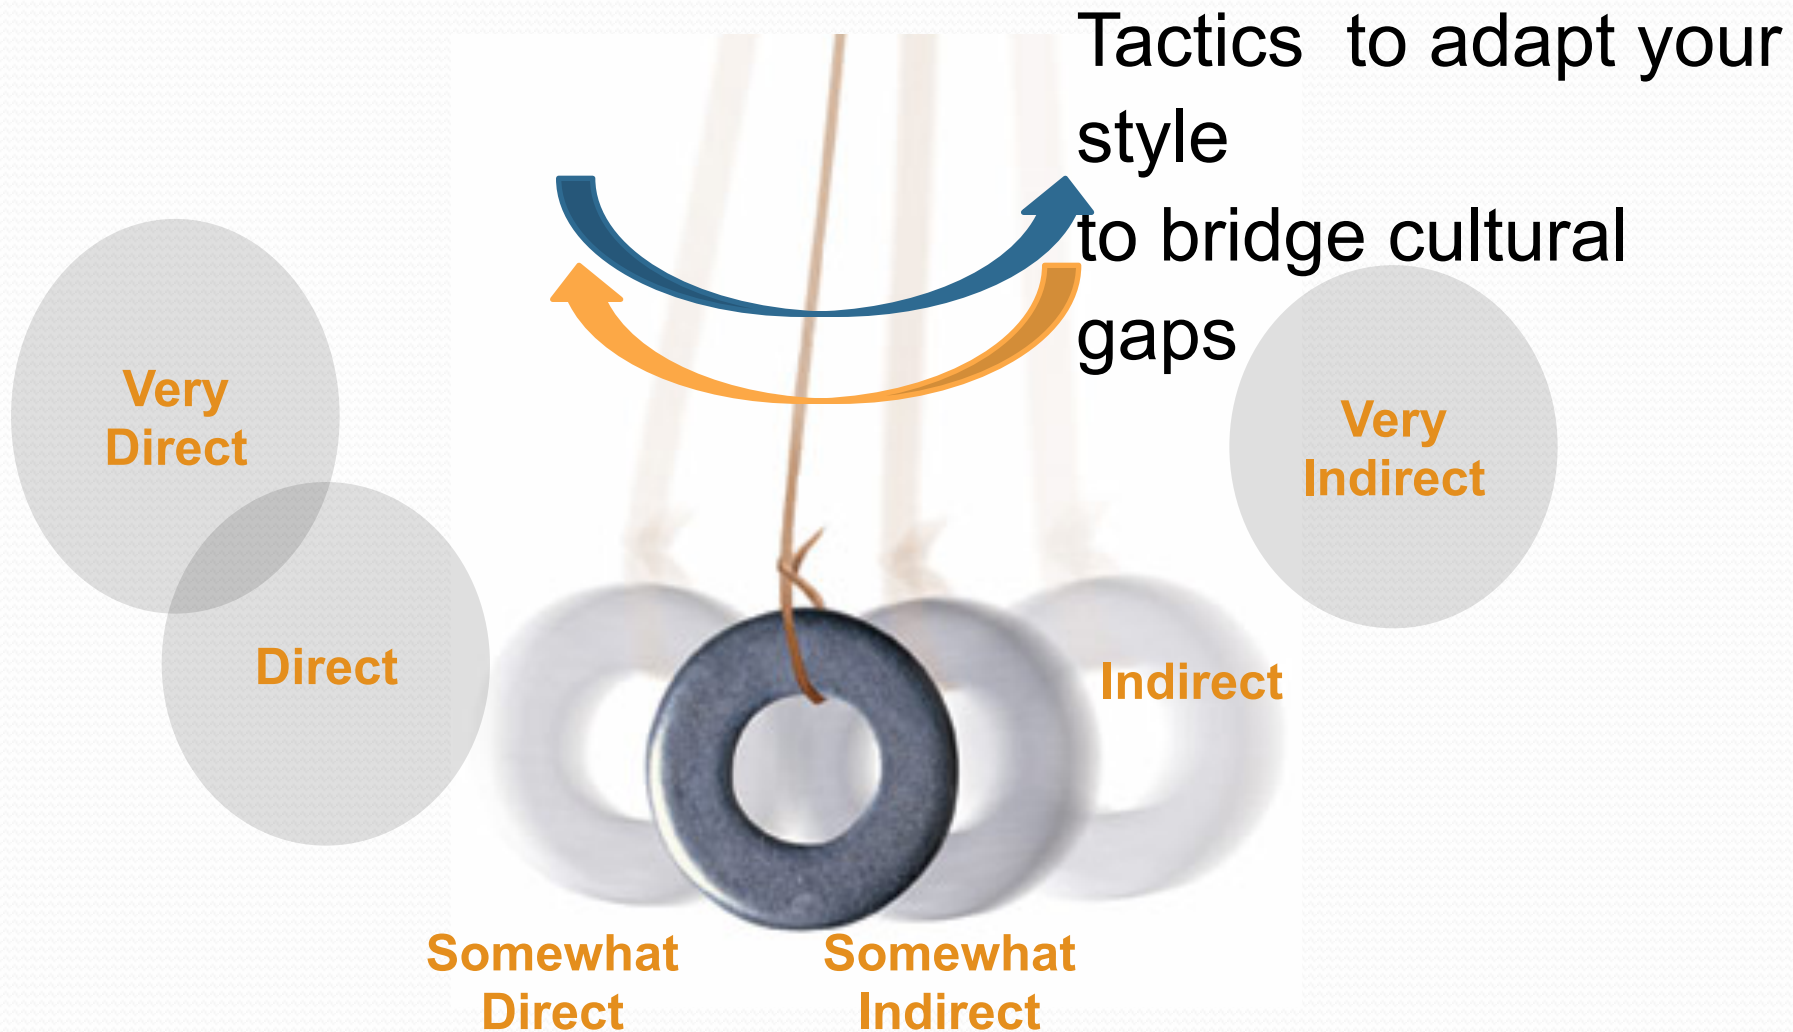 Tactics  to adapt your
style
to bridge cultural
gaps
Very
Direct
Direct
Somewhat
Direct
Somewhat
Indirect
Indirect
Very
Indirect